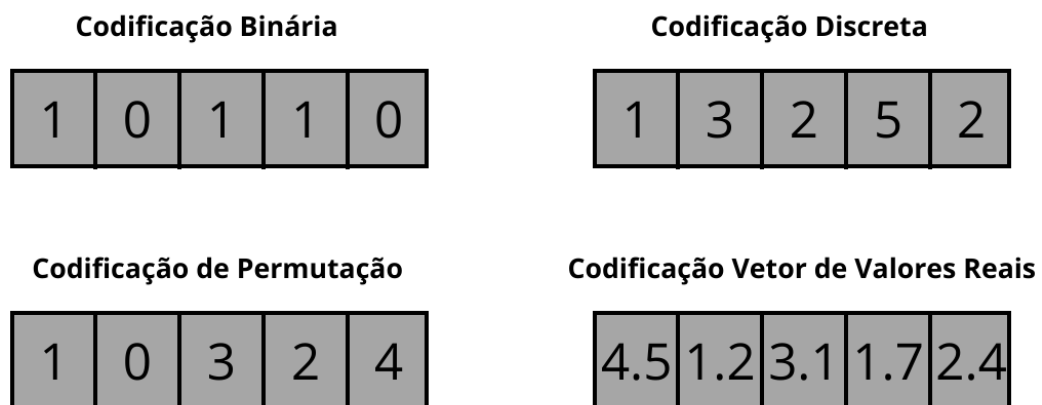 Codificação Binária
1 0 1 1 0
Codificação Discreta
1 3 2 5 2
Codificação de Permutação
1 0 3 2 4
Codificação Vetor de Valores Reais
4.5 1.2 3.1 1.7 2.4